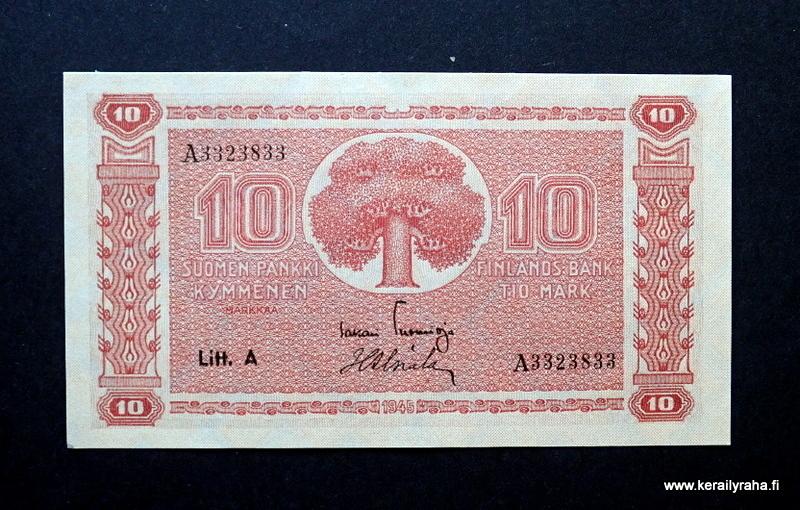 10 10
A3323833
10 10
SUOMEN PANKKI FINLANDS BANK
KYMMENEN TIO MARK
MARKKAA
Litt. A A3323833
10 1945 10
www.kerailyraha.fi